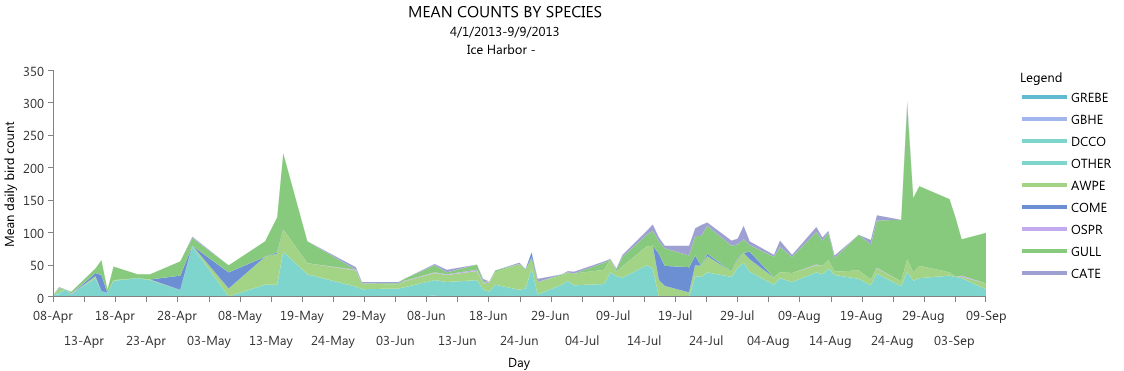 MEAN COUNTS BY SPECIES
4/1/2013-9/9/2013
Ice Harbor -
Mean daily bird count
350
300
250
200
150
100
50
0
08-Apr 18-Apr 28-Apr 09-May 19-May 29-May 08-Jun 18-Jun 29-Jun 09-Jul 19-Jul 29-Jul 09-Aug 19-Aug 29-Aug 09-Sep
13-Apr 23-Apr 03-May 13-May 24-May 03-Jun 13-Jun 24-Jun 04-Jul 14-Jul 24-Jul 04-Aug 14-Aug 24-Aug 03-Sep
Day
Legend
GREBE
GBHE
DCCO
OTHER
AWPE
COME
OSPR
GULL
CATE